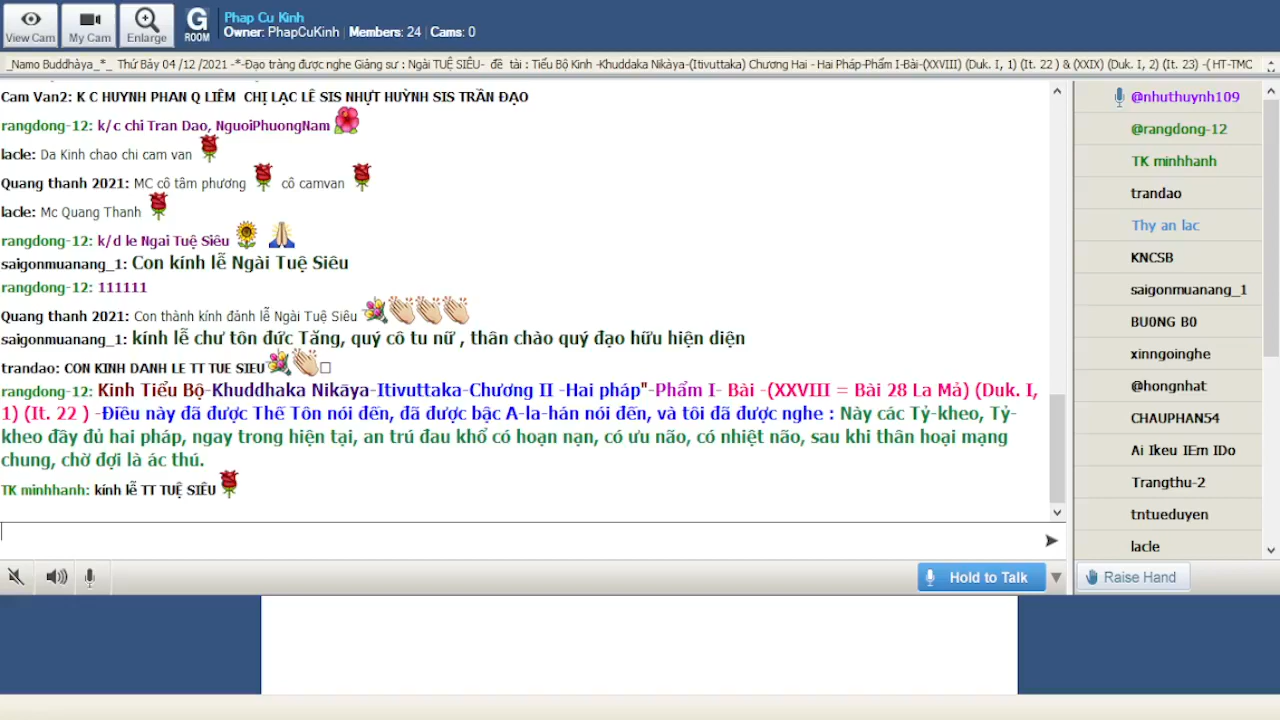 View Cam
My Cam
Enlarge
G
ROOM
Phap Cu Kinh
Owner: PhapCuKinh | Members: 24 | Cams: 0
_Namo Buddhàya_*_ Thứ Bảy 04 /12 /2021 -*-Đạo tràng được nghe Giảng sư : Ngài TUỆ SIÊU- đề tài : Tiểu Bộ Kinh -Khuddaka Nikàya-(Itivuttaka) Chương Hai - Hai Pháp-Phẩm I-Bài-(XXVIII) (Duk. I, 1) (It. 22 ) & (XXIX) (Duk. I, 2) (It. 23) -( HT-TMC
Cam Van2: K C HUYNH PHAN Q LIÊM CHỊ LẠC LÊ SIS NHỰT HUỲNH SIS TRẦN ĐẠO
rangdong-12: k/c chi Tran Dao, NguoiPhuongNam
lacle: Da Kinh chao chi cam van
Quang thanh 2021: MC cô tâm phương cô camvan
lacle: Mc Quang Thanh
rangdong-12: k/d le Ngai Tuệ Siêu
saigonmuanang_1: Con kính lễ Ngài Tuệ Siêu
rangdong-12: 111111
Quang thanh 2021: Con thành kính đảnh lễ Ngài Tuệ Siêu
saigonmuanang_1: kính lễ chư tôn đức Tăng, quý cô tu nữ , thân chào quý đạo hữu hiện diện
trandao: CON KINH DANH LE TT TUE SIEU
rangdong-12: Kinh Tiểu Bộ-Khuddhaka Nikāya-Itivuttaka-Chương II -Hai pháp"-Phẩm I- Bài -(XXVIII = Bài 28 La Mả) (Duk. I,
1) (It. 22 ) -Điều này đã được Thế Tôn nói đến, đã được bậc A-la-hán nói đến, và tôi đã được nghe : Này các Tỷ-kheo, Tỷ-
kheo đầy đủ hai pháp, ngay trong hiện tại, an trú đau khổ có hoạn nạn, có ưu não, có nhiệt não, sau khi thân hoại mạng
chung, chờ đợi là ác thú.
TK minhhanh: kính lễ TT TUỆ SIÊU
Hold to Talk
@nhuthuynh109
@rangdong-12
TK minhhanh
trandao
Thy an lac
KNCSB
saigonmuanang_1
BU0NG B0
xinngoinghe
@hongnhat
CHAUPHAN54
Ai Ikeu IEm IDo
Trangthu-2
tntueduyen
lacle
Raise Hand